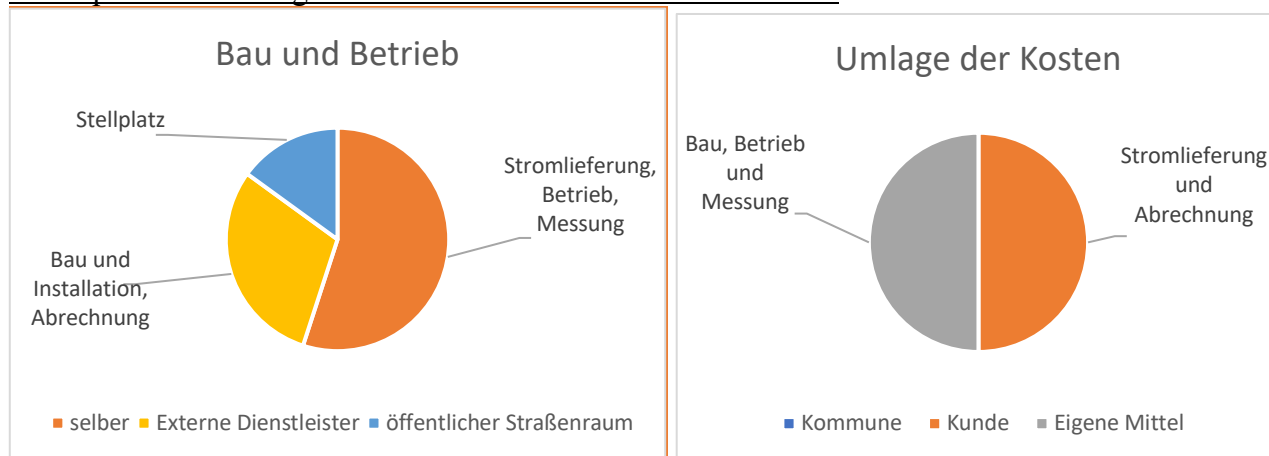 Bau und Betrieb
Stellplatz
Stromlieferung,
Betrieb,
Messung
Bau und
Installation,
Abrechnung
selber
Externe Dienstleister
öffentlicher Straßenraum
Umlage der Kosten
Bau, Betrieb
und
Messung
Stromlieferung
und
Abrechnung
Kommune
Kunde
Eigene Mittel